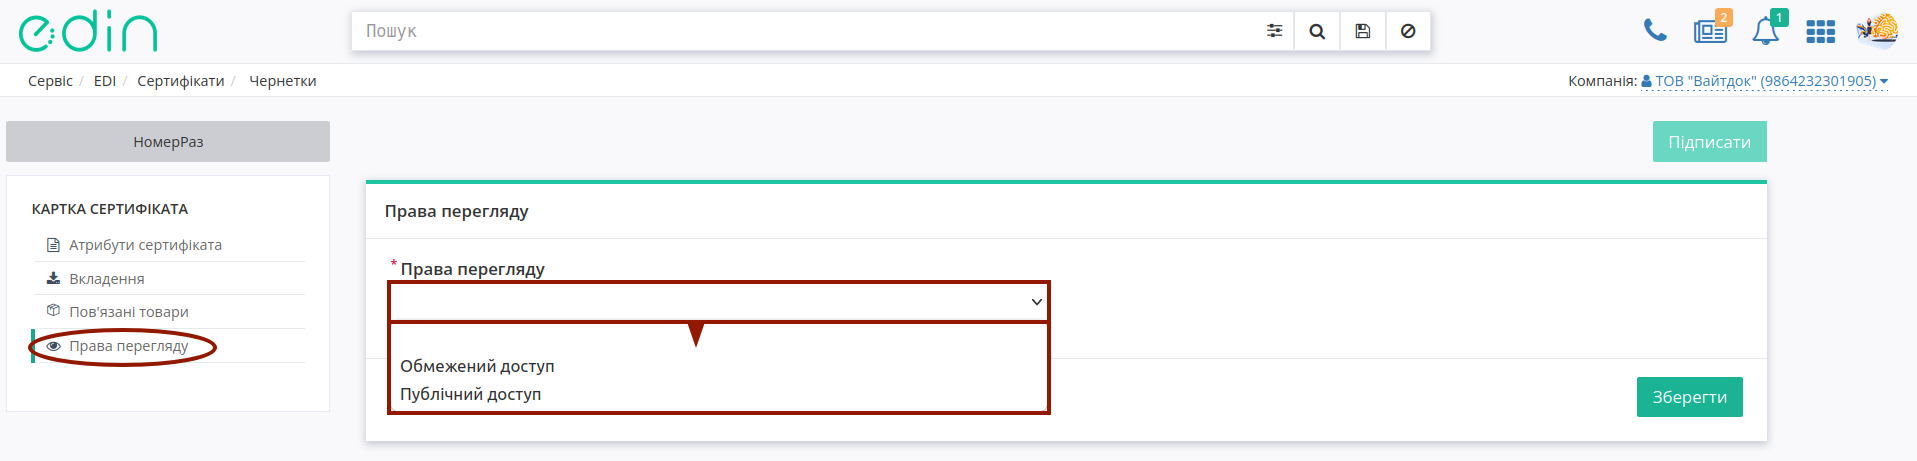 edin
Пошук
2
1
Сервіс / EDI / Сертифікати / Чернетки
Компанія: ТОВ "Вайтдок" (9864232301905)
НомерРаз
Підписати
КАРТКА СЕРТИФІКАТА
Атрибути сертифіката
Вкладення
Пов'язані товари
Права перегляду
Права перегляду
* Права перегляду
Обмежений доступ
Публічний доступ
Зберегти